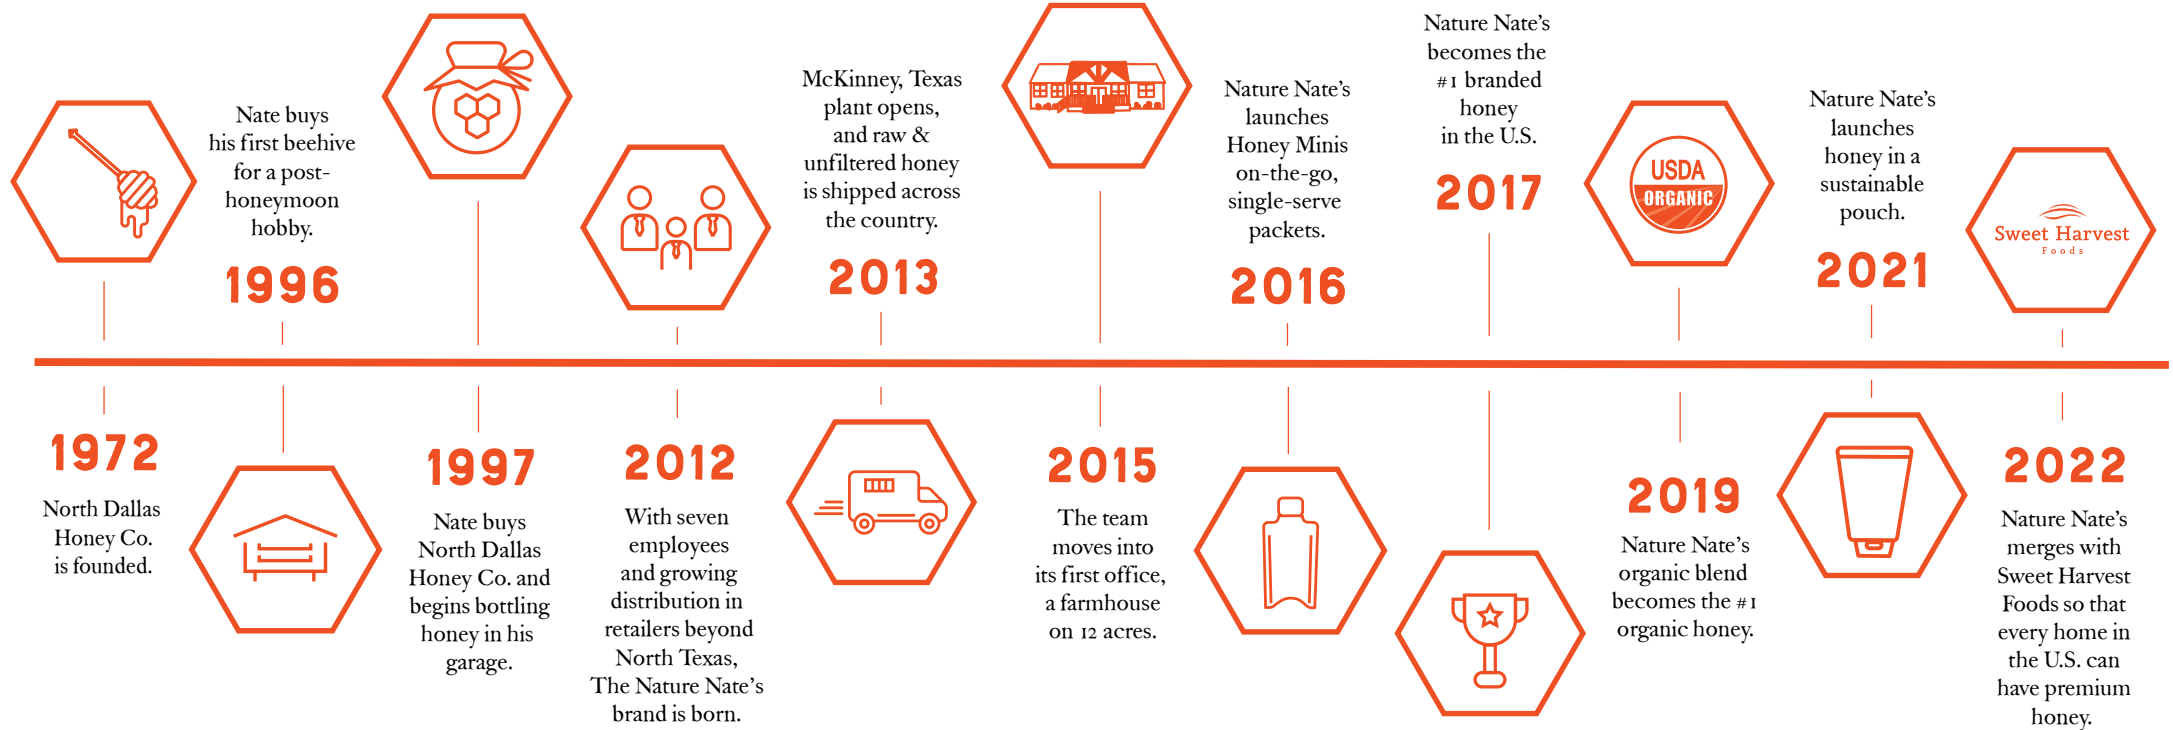 North Dallas
Honey Co.
is founded.
1972
Nate buys
his first beehive
for a post-
honeymoon
hobby.
1996
1997
Nate buys
North Dallas
Honey Co. and
begins bottling
honey in his
garage.
2012
With seven
employees
and growing
distribution in
retailers beyond
North Texas,
The Nature Nate's
brand is born.
McKinney, Texas
plant opens,
and raw &
unfiltered honey
is shipped across
the country.
2013
2015
The team
moves into
its first office,
a farmhouse
on 12 acres.
Nature Nate's
launches
Honey Minis
on-the-go,
single-serve
packets.
2016
Nature Nate's
becomes the
#1 branded
honey
in the U.S.
2017
USDA
ORGANIC
2019
Nature Nate's
organic blend
becomes the #1
organic honey.
Nature Nate's
launches
honey in a
sustainable
pouch.
2021
Sweet Harvest
Foods
2022
Nature Nate's
merges with
Sweet Harvest
Foods so that
every home in
the U.S. can
have premium
honey.